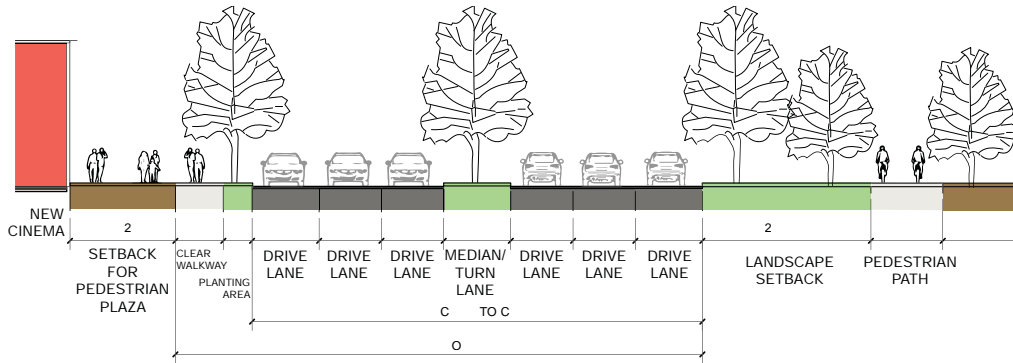 NEW
CINEMA
2
2
SETBACK
FOR
PEDESTRIAN
PLAZA
CLEAR
WALKWAY
PLANTING
AREA
DRIVE
LANE
DRIVE
LANE
DRIVE
LANE
MEDIAN/
TURN
LANE
DRIVE
LANE
DRIVE
LANE
DRIVE
LANE
LANDSCAPE
SETBACK
PEDESTRIAN
PATH
C TO C
O